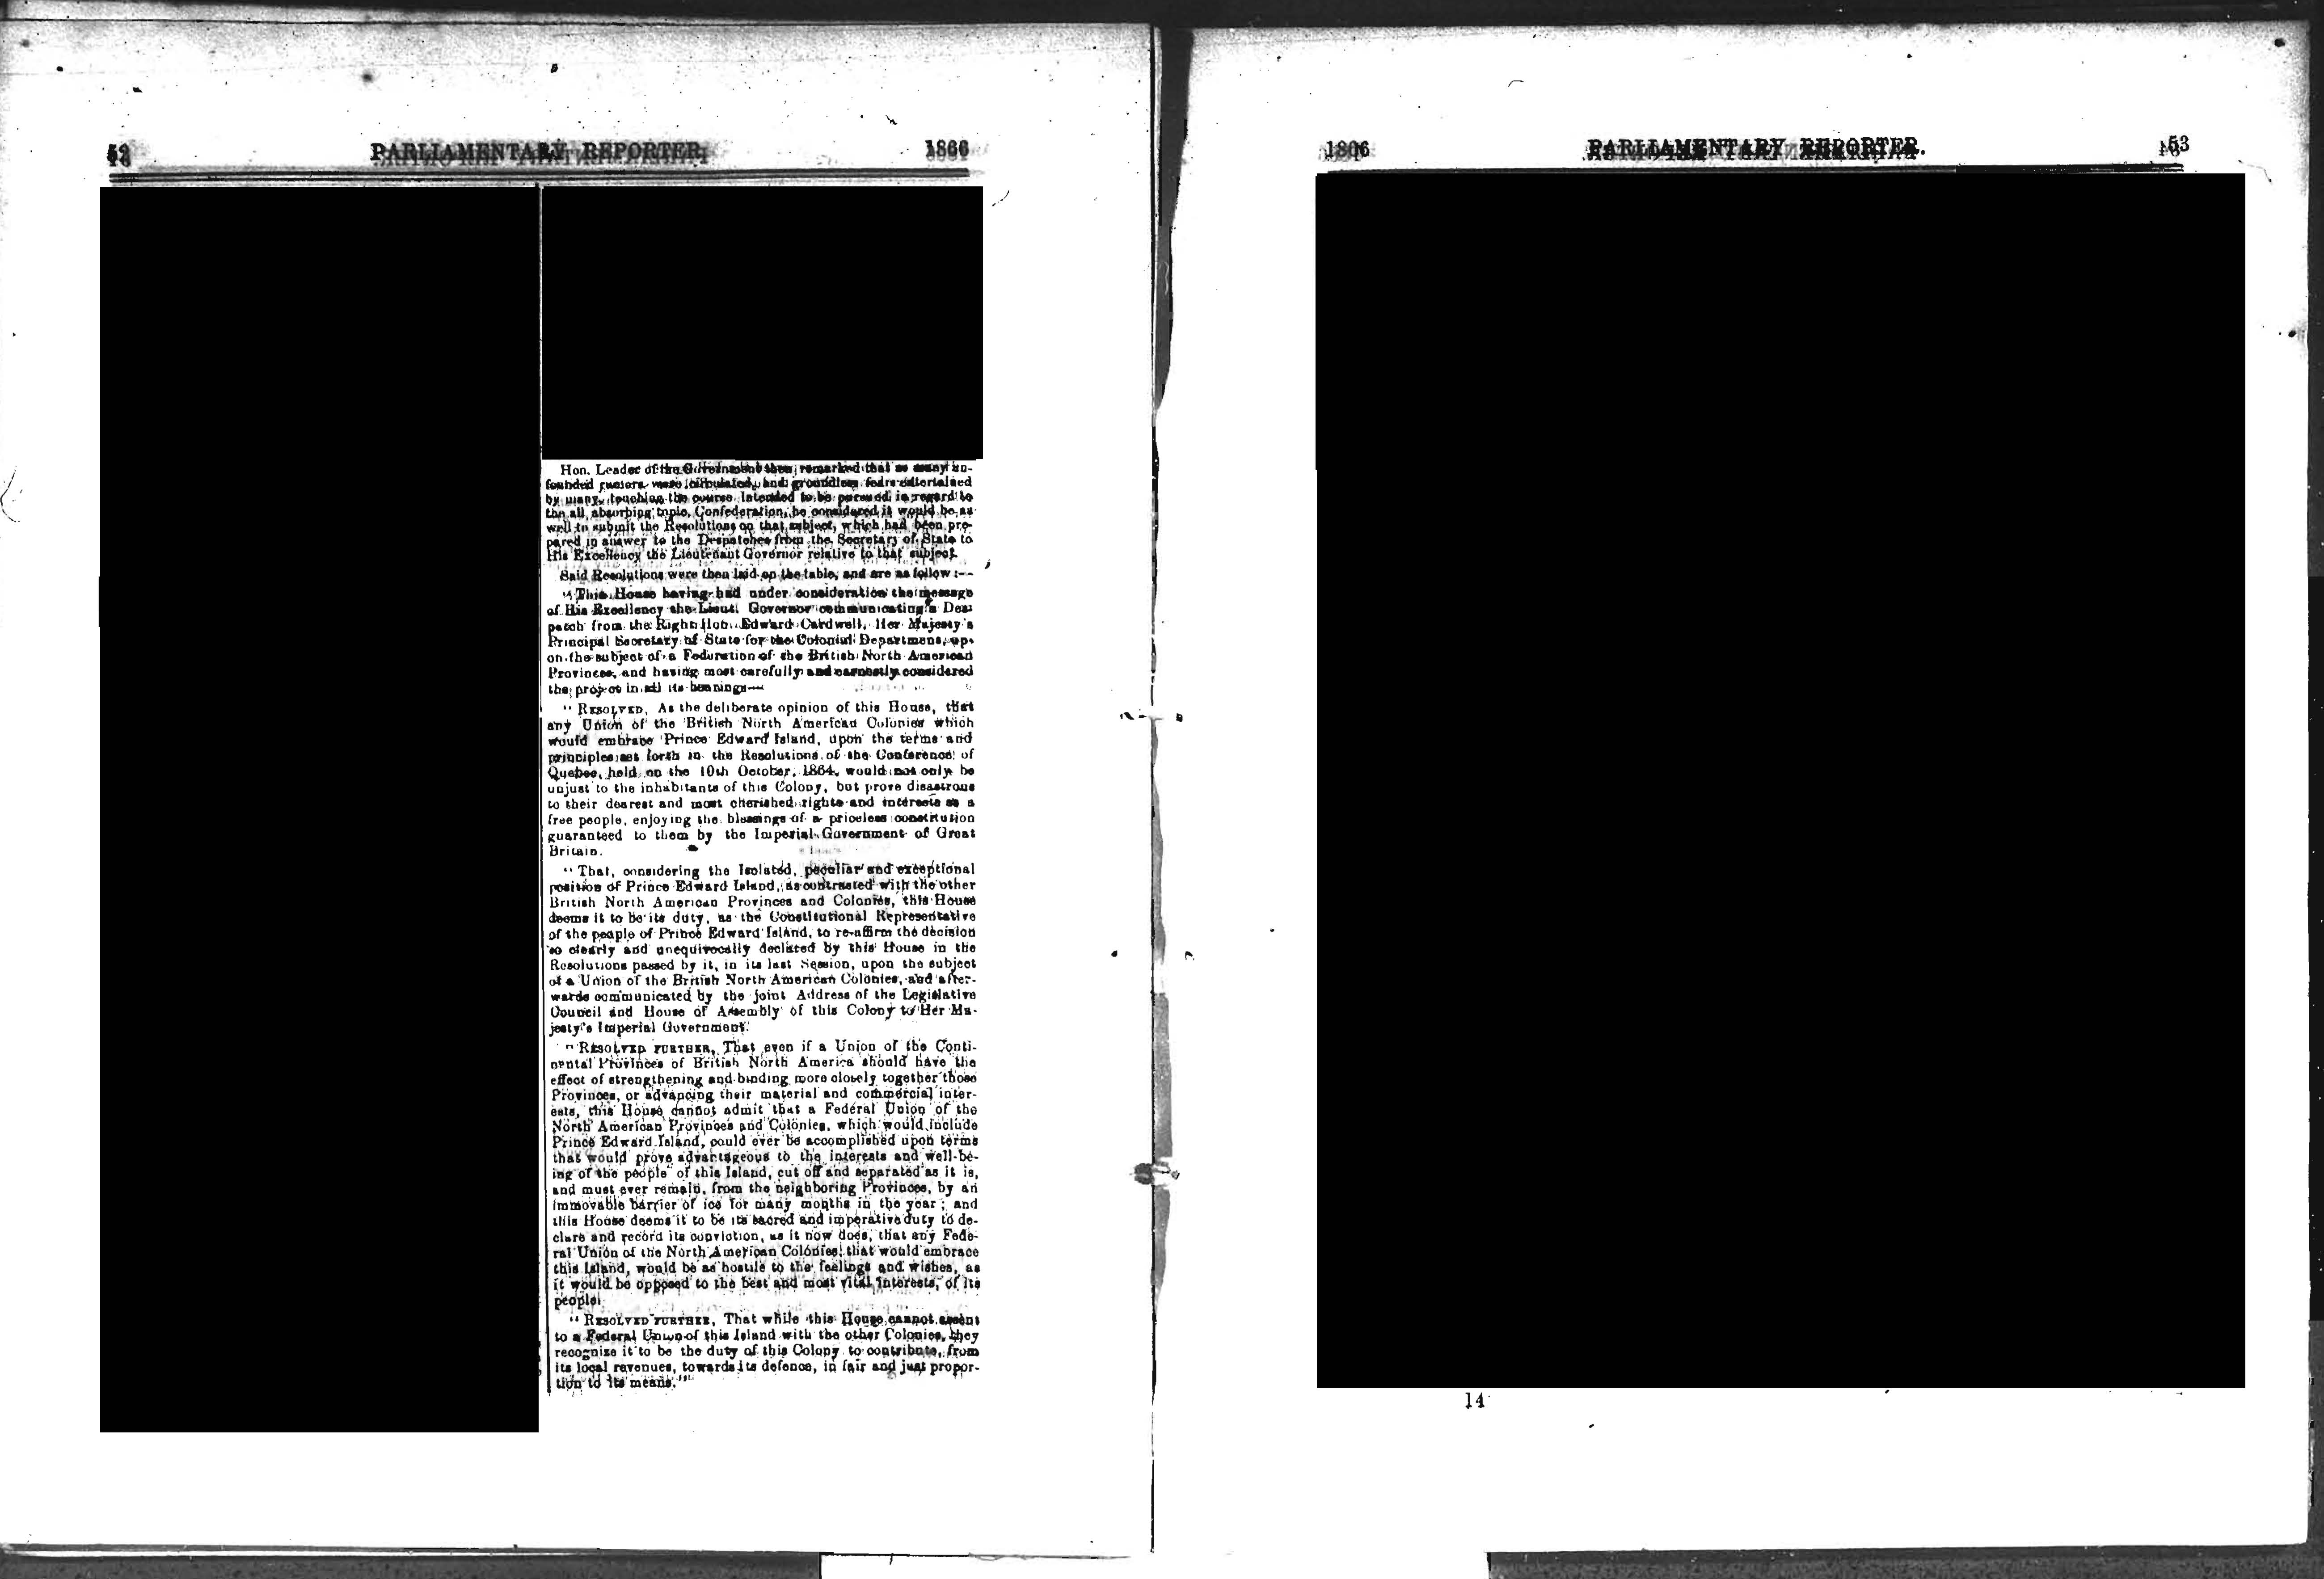 52 PARLIAMENTARY REPORTER 1866
Hon. Leader of the Government then remarked that so many un-
founded rumors were circulated, and groundless fears entertained
by many, touching the course intended to be pursued in regard to
the all absorbing topic, Confederation, he considered it would be as
well to submit the Resolutions on that subject, which had been pre-
pared in answer to the Despatches from the Secretary of State to
His Excellency the Lieutenant Governor relative to that subject.
Said Resolutions were then laid on the table, and are as follow :--
"This House having had under consideration the message
of His Excellency the Lieut. Governor communicating a Des-
patch from the Right Hon. Edward Cardwell, Her Majesty's
Principal Secretary of State for the Colonial Department, up-
on the subject of a Federation of the British North American
Provinces, and having most carefully and earnestly considered
the project in all its bearings—
" RESOLVED, As the deliberate opinion of this House, that
any Union of the British North American Colonies which
would embrace Prince Edward Island, upon the terms and
principles set forth in the Resolutions of the Conference of
Quebec, held on the 10th October, 1864, would not only be
unjust to the inhabitants of this Colony, but prove disastrous
to their dearest and most cherished rights and interests as a
free people, enjoying the blessings of a priceless constitution
guaranteed to them by the Imperial Government of Great
Britain.
" That, considering the Isolated, peculiar and exceptional
position of Prince Edward Island, as contrasted with the other
British North American Provinces and Colonies, this House
deems it to be its duty, as the Constitutional Representative
of the people of Prince Edward Island, to re-affirm the decision
so clearly and unequivocally declared by this House in the
Resolutions passed by it, in its last Session, upon the subject
of a Union of the British North American Colonies, and after-
wards communicated by the joint Address of the Legislative
Council and House of Assembly of this Colony to Her Ma-
jesty's Imperial Government.
" RESOLVED FURTHER, That even if a Union of the Conti-
nental Provinces of British North America should have the
effect of strengthening and binding more closely together those
Provinces, or advancing their material and commercial inter-
ests, this House cannot admit that a Federal Union of the
North American Provinces and Colonies, which would include
Prince Edward Island, could ever be accomplished upon terms
that would prove advantageous to the interests and well-be-
ing of the people of this Island, cut off and separated as it is,
and must ever remain, from the neighboring Provinces, by an
immovable barrier of ice for many months in the year ; and
this House deems it to be its sacred and imperative duty to de-
clare and record its conviction, as it now does, that any Fede-
ral Union of the North American Colonies that would embrace
this Island, would be as hostile to the feelings and wishes, as
it would be opposed to the best and most vital interests, of its
people.
" RESOLVED FURTHER, That while this House cannot assent
to a Federal Union of this Island with the other Colonies, they
recognize it to be the duty of this Colony to contribute, from
its local revenues, towards its defence, in fair and just propor-
tion to its means."
1866 PARLIAMENTARY REPORTER. 53
14